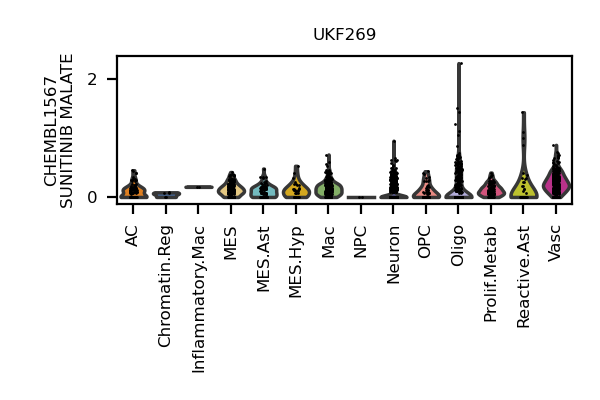 UKF269
CHEMBL1567
SUNITINIB MALATE
2
0
AC
Chromatin.Reg
Inflammatory.Mac
MES
MES.Ast
MES.Hyp
Mac
NPC
Neuron
OPC
Oligo
Prolif.Metab
Reactive.Ast
Vasc